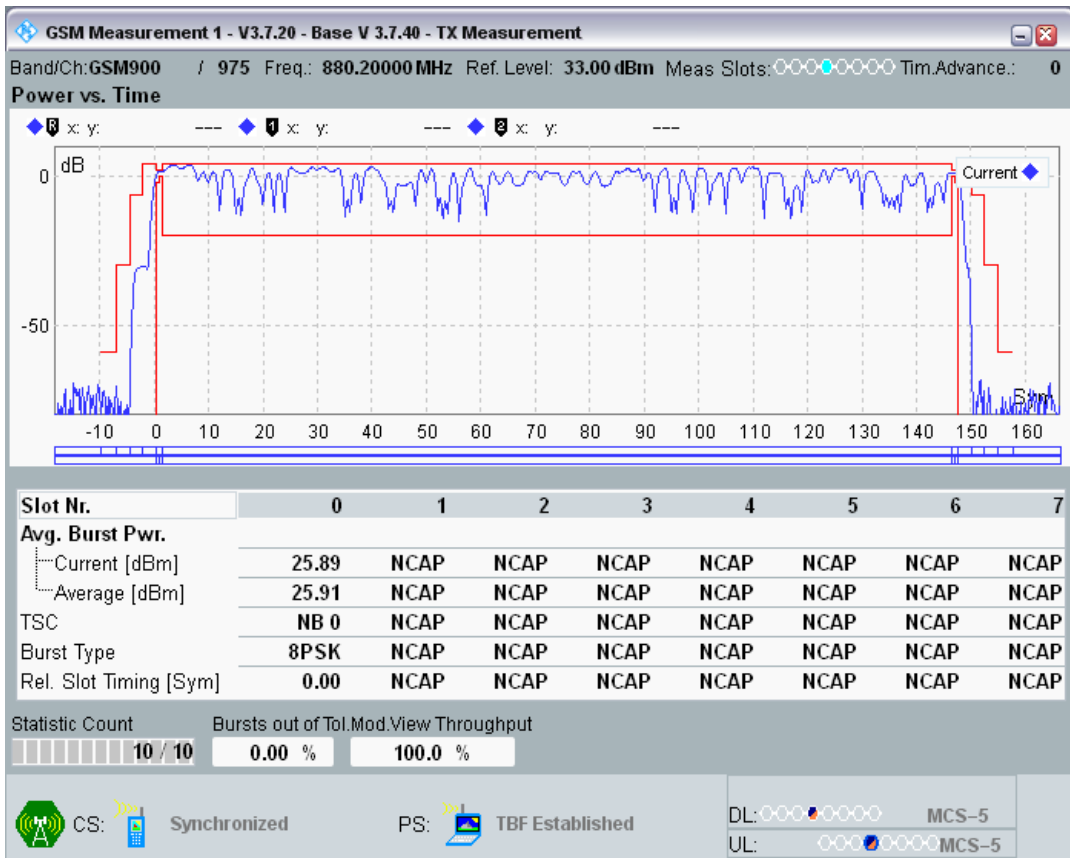 GSM Measurement 1 - V3.7.20 - Base V 3.7.40 - TX Measurement
Band/Ch:GSM900 / 975 Freq.: 880.20000 MHz Ref. Level: 33.00 dBm Meas Slots: Tim.Advance.: 0
Power vs. Time
R x: y: --- 1 x: y: --- 2 x: y: ---
dB
Current
0
-50
Sym
-10 0 10 20 30 40 50 60 70 80 90 100 110 120 130 140 150 160
Slot Nr. 0 1 2 3 4 5 6 7
Avg. Burst Pwr.
Current [dBm] 25.89 NCAP NCAP NCAP NCAP NCAP NCAP NCAP
Average [dBm] 25.91 NCAP NCAP NCAP NCAP NCAP NCAP NCAP
TSC NB 0 NCAP NCAP NCAP NCAP NCAP NCAP NCAP
Burst Type 8PSK NCAP NCAP NCAP NCAP NCAP NCAP NCAP
Rel. Slot Timing [Sym] 0.00 NCAP NCAP NCAP NCAP NCAP NCAP NCAP
Statistic Count Bursts out of Tol.Mod.View Throughput
10 / 10 0.00 % 100.0 %
CS: Synchronized PS: TBF Established
DL: MCS-5
UL: MCS-5